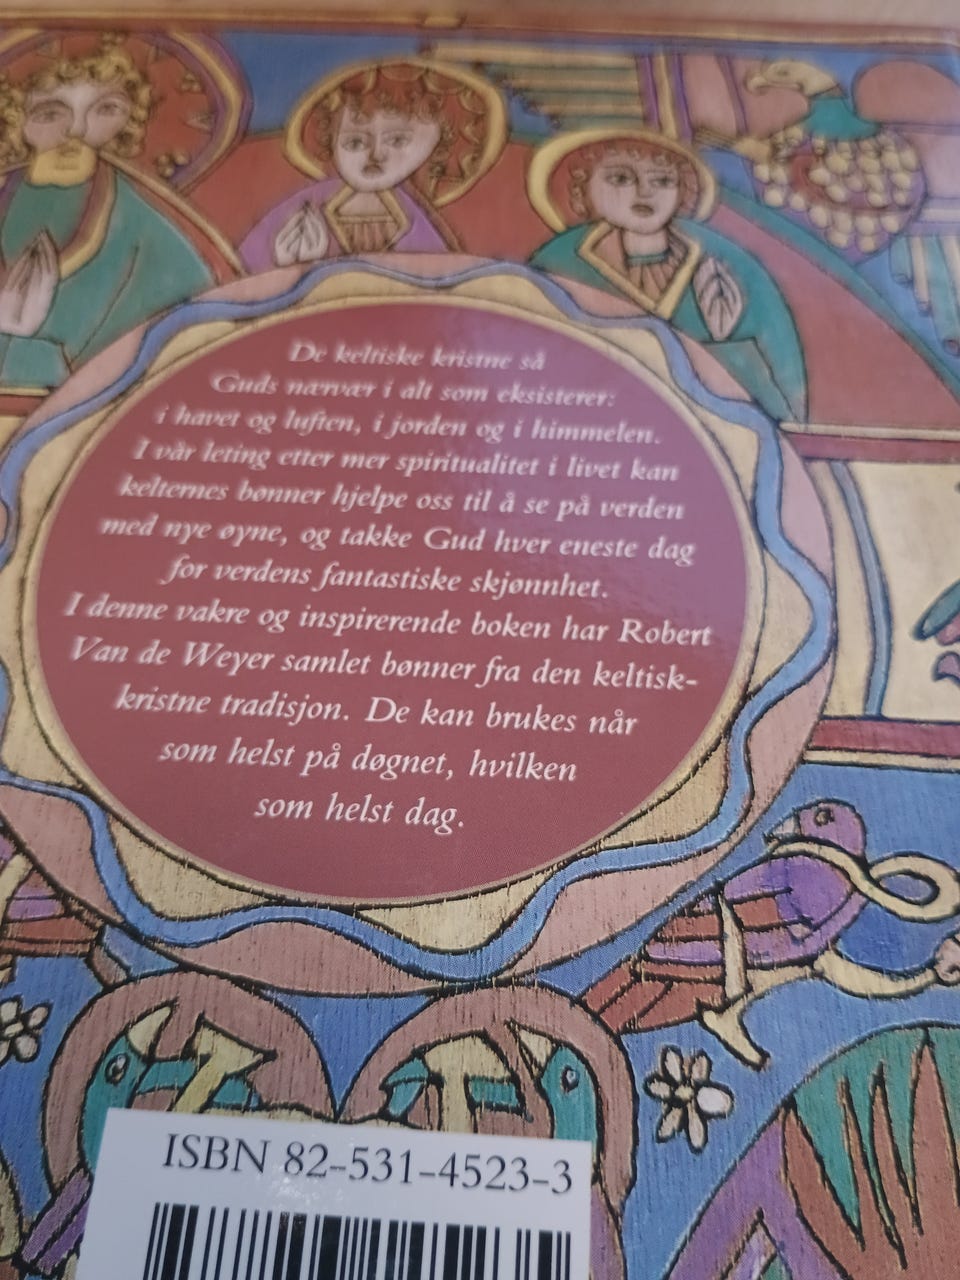 De keltiske kristne så
Guds nærvær i alt som eksisterer:
i havet og luften, i jorden og i himmelen.
I vår leting etter mer spiritualitet i livet kan
kelternes bønner hjelpe oss til å se på verden
med nye øyne, og takke Gud hver eneste dag
for verdens fantastiske skjønnhet.
I denne vakre og inspirerende boken har Robert
Van de Weyer samlet bønner fra den keltisk-
kristne tradisjon. De kan brukes når
som helst på døgnet, hvilken
som helst dag.
ISBN 82-531-4523-3